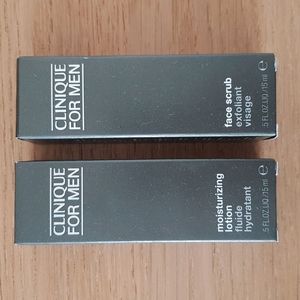 CLINIQUE
FOR MEN
face scrub
exfoliant
visage
.5 FL.OZ.LIQ./15 ml e
CLINIQUE
FOR MEN
moisturizing
lotion
fluide
hydratant
.5 FL.OZ.LIQ./15 ml e